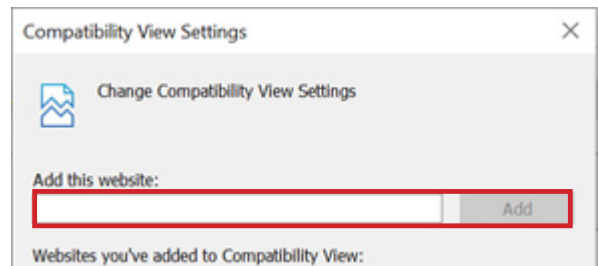 Compatibility View Settings
Change Compatibility View Settings
Add this website:
Add
Websites you've added to Compatibility View: